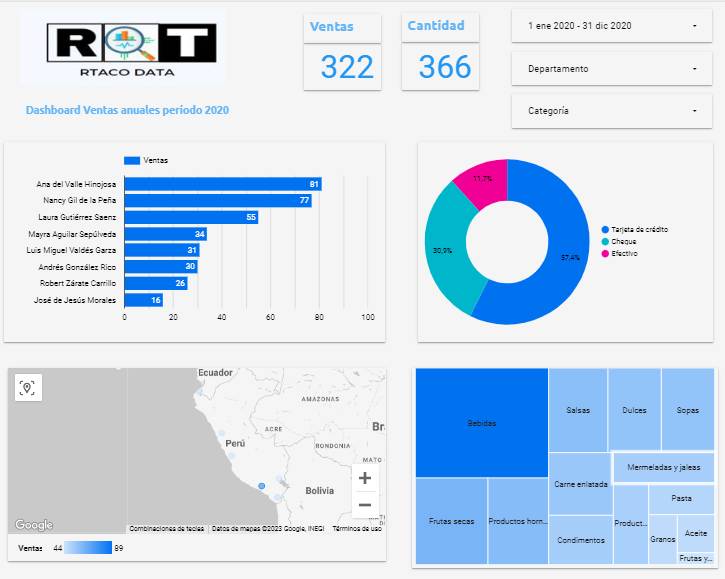 RQT
RTACO DATA
Dashboard Ventas anuales periodo 2020
Ventas
322
Cantidad
366
1 ene 2020 - 31 dic 2020
Departamento
Categoría
Ventas
Ana del Valle Hinojosa 81
Nancy Gil de la Peña 77
Laura Gutiérrez Saenz 55
Mayra Aguilar Sepúlveda 34
Luis Miguel Valdés Garza 31
Andrés González Rico 30
Robert Zárate Carrillo 26
José de Jesús Morales 16
0 20 40 60 80 100
11,7%
30,9%
57,4%
Tarjeta de crédito
Cheque
Efectivo
Ecuador
AMAZONAS
ACRE
Perú
RONDONIA
Br
MATO
Bolivia
Google
Combinaciones de teclas
Datos de mapas ©2023 Google, INEGI
Términos de uso
Ventas 44 89
Bebidas
Salsas
Dulces
Sopas
Carne enlatada
Mermeladas y jaleas
Frutas secas
Productos horn...
Condimentos
Product...
Pasta
Granos
Aceite
Frutas y...